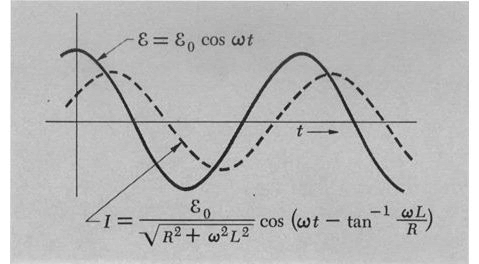 ℰ = ℰ₀ cos ωt
t →
I = ℰ₀ / √(R² + ω²L²) cos (ωt − tan⁻¹ ωL/R)